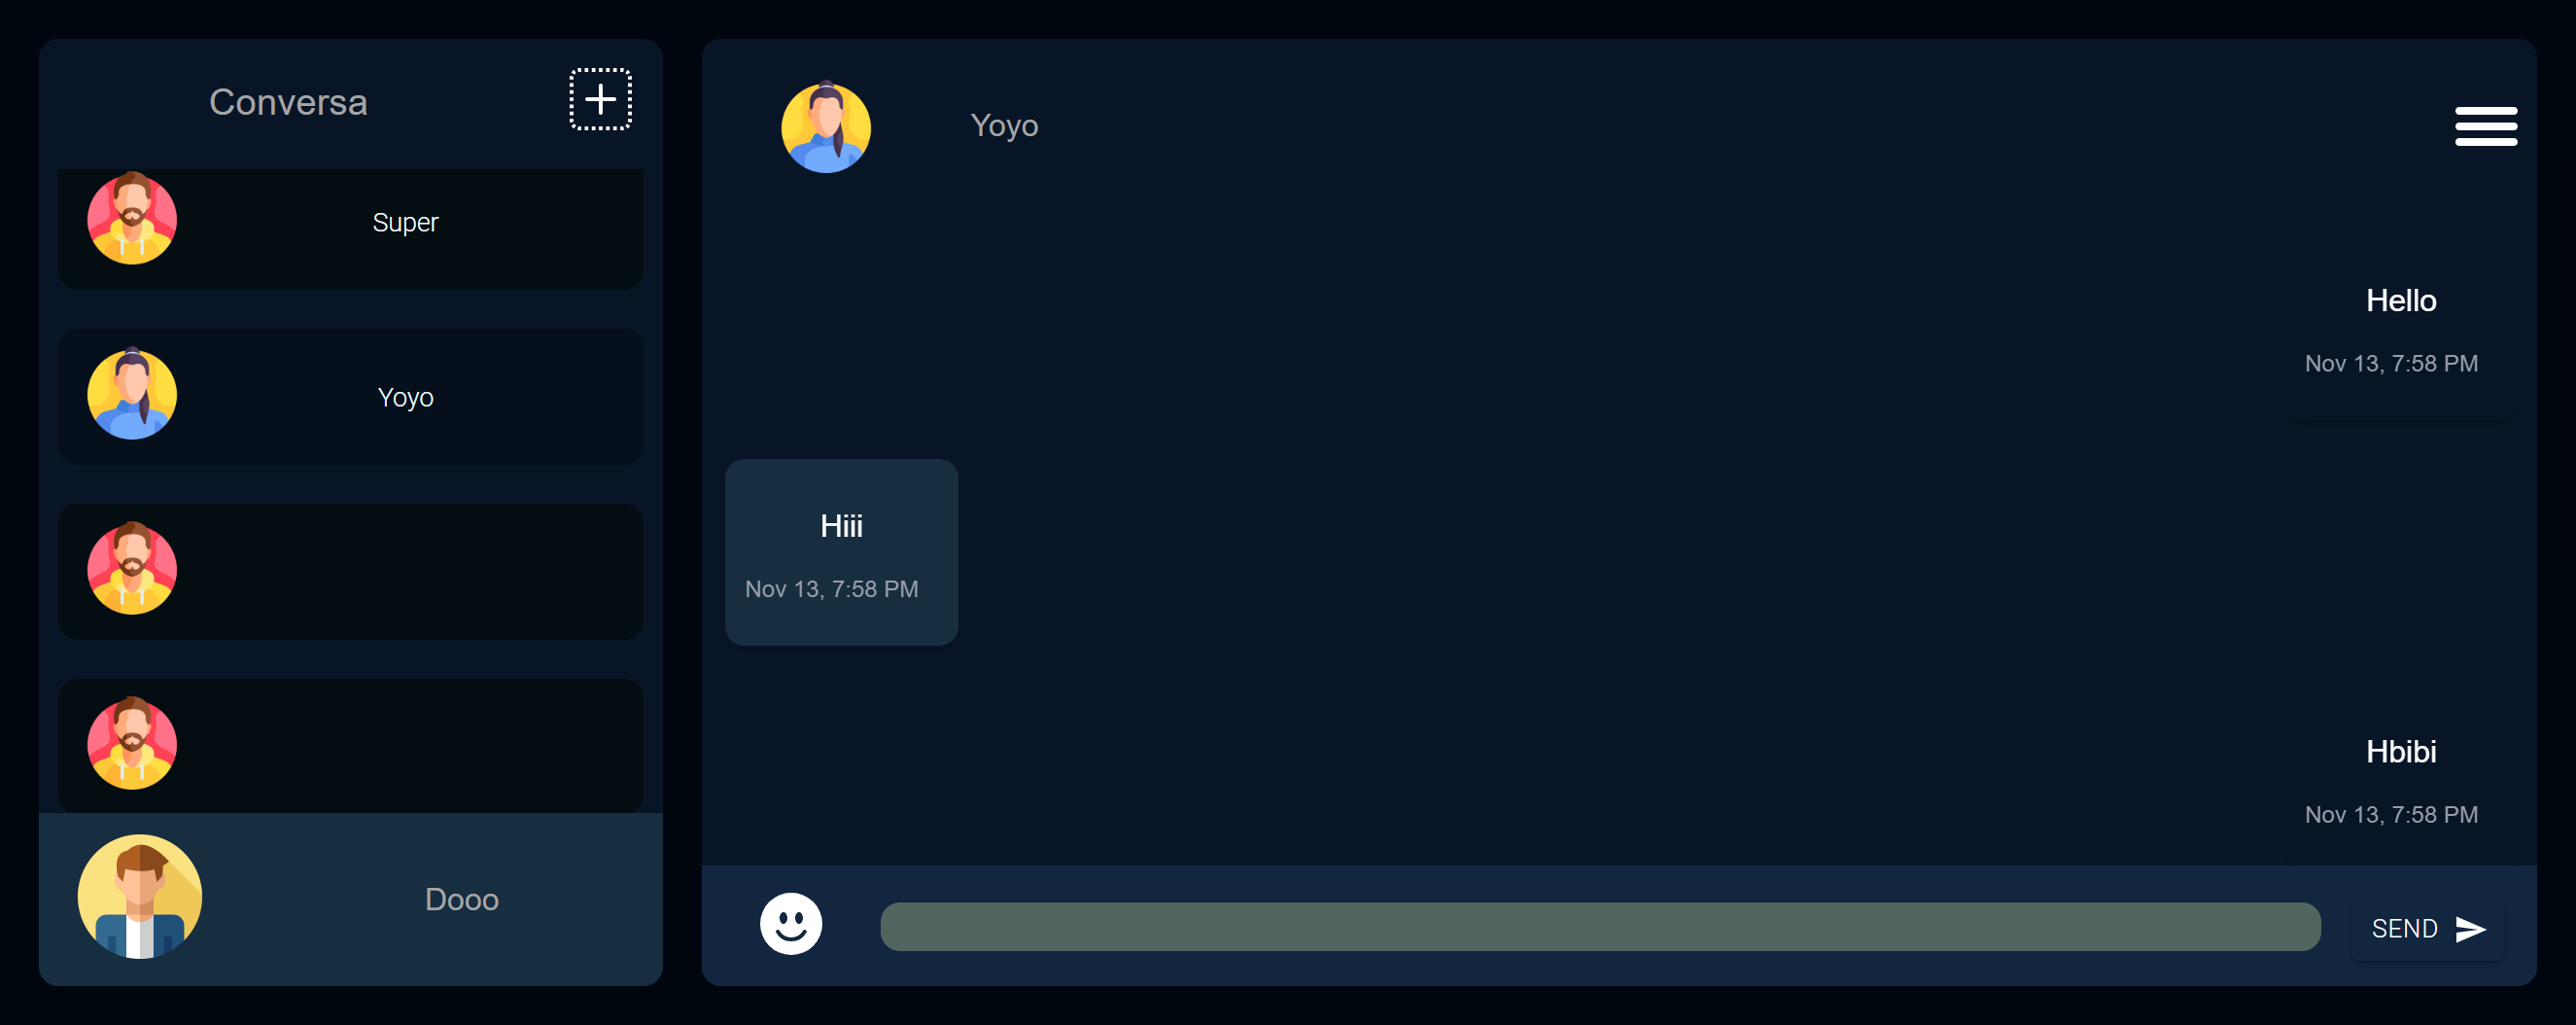 Conversa
Super
Yoyo
Dooo
Yoyo
Hello
Nov 13, 7:58 PM
Hiii
Nov 13, 7:58 PM
Hbibi
Nov 13, 7:58 PM
SEND